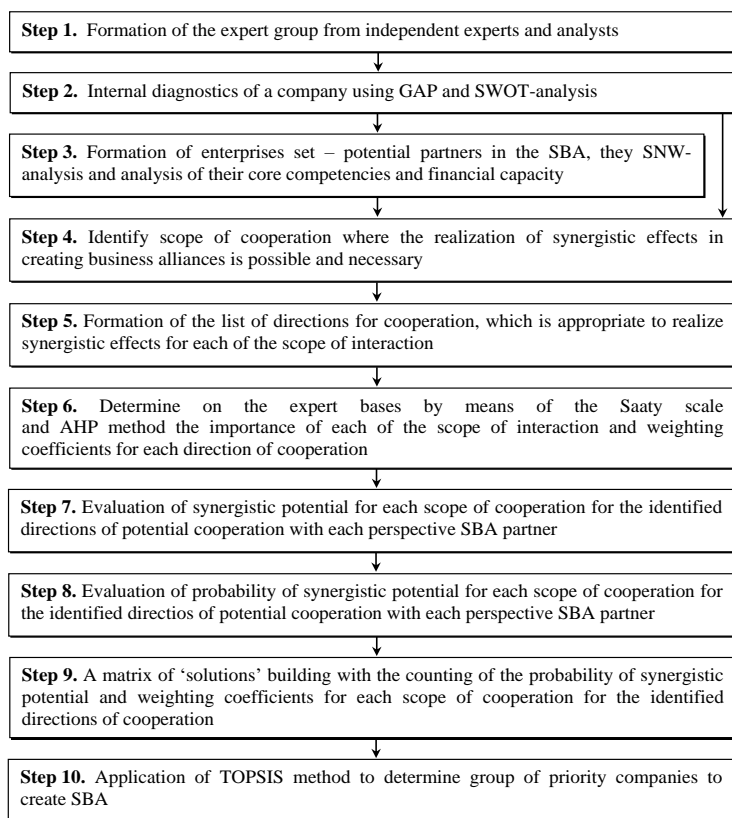 Step 1. Formation of the expert group from independent experts and analysts
Step 2. Internal diagnostics of a company using GAP and SWOT-analysis
Step 3. Formation of enterprises set – potential partners in the SBA, they SNW-
analysis and analysis of their core competencies and financial capacity
Step 4. Identify scope of cooperation where the realization of synergistic effects in
creating business alliances is possible and necessary
Step 5. Formation of the list of directions for cooperation, which is appropriate to realize
synergistic effects for each of the scope of interaction
Step 6. Determine on the expert bases by means of the Saaty scale
and AHP method the importance of each of the scope of interaction and weighting
coefficients for each direction of cooperation
Step 7. Evaluation of synergistic potential for each scope of cooperation for the identified
directions of potential cooperation with each perspective SBA partner
Step 8. Evaluation of probability of synergistic potential for each scope of cooperation for
the identified directios of potential cooperation with each perspective SBA partner
Step 9. A matrix of ‘solutions’ building with the counting of the probability of synergistic
potential and weighting coefficients for each scope of cooperation for the identified
directions of cooperation
Step 10. Application of TOPSIS method to determine group of priority companies to
create SBA